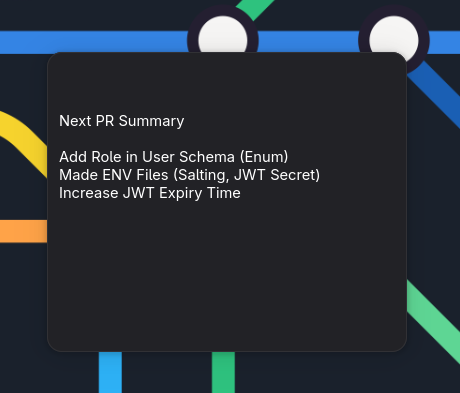 Next PR Summary
Add Role in User Schema (Enum)
Made ENV Files (Salting, JWT Secret)
Increase JWT Expiry Time